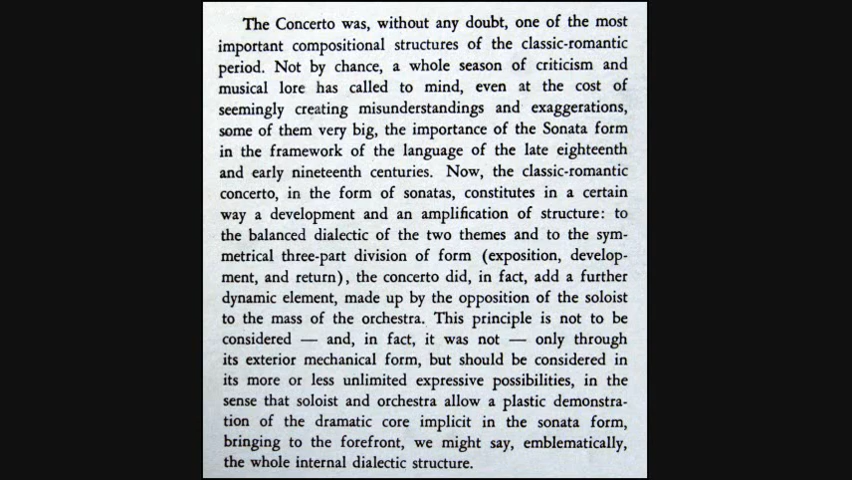 The Concerto was, without any doubt, one of the most
important compositional structures of the classic-romantic
period. Not by chance, a whole season of criticism and
musical lore has called to mind, even at the cost of
seemingly creating misunderstandings and exaggerations,
some of them very big, the importance of the Sonata form
in the framework of the language of the late eighteenth
and early nineteenth centuries. Now, the classic-romantic
concerto, in the form of sonatas, constitutes in a certain
way a development and an amplification of structure: to
the balanced dialectic of the two themes and to the sym-
metrical three-part division of form (exposition, develop-
ment, and return), the concerto did, in fact, add a further
dynamic element, made up by the opposition of the soloist
to the mass of the orchestra. This principle is not to be
considered — and, in fact, it was not — only through
its exterior mechanical form, but should be considered in
its more or less unlimited expressive possibilities, in the
sense that soloist and orchestra allow a plastic demonstra-
tion of the dramatic core implicit in the sonata form,
bringing to the forefront, we might say, emblematically,
the whole internal dialectic structure.